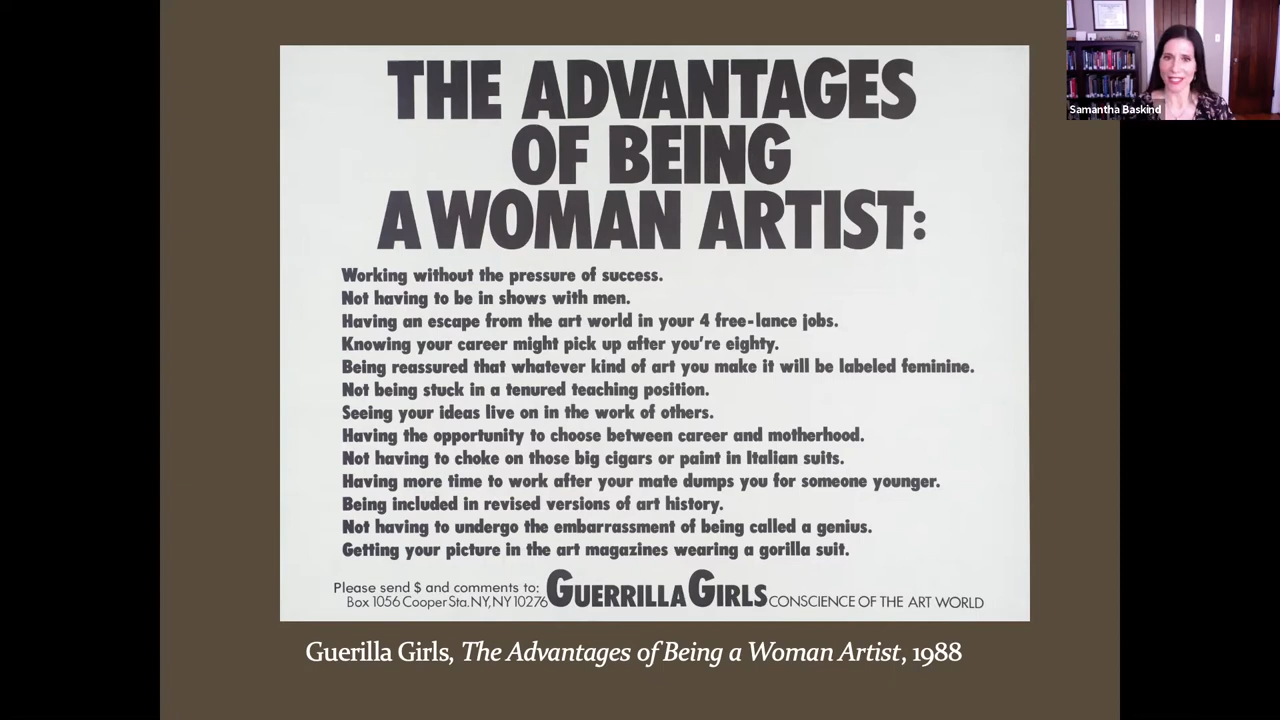 THE ADVANTAGES
OF BEING
A WOMAN ARTIST:
Working without the pressure of success.
Not having to be in shows with men.
Having an escape from the art world in your 4 free-lance jobs.
Knowing your career might pick up after you're eighty.
Being reassured that whatever kind of art you make it will be labeled feminine.
Not being stuck in a tenured teaching position.
Seeing your ideas live on in the work of others.
Having the opportunity to choose between career and motherhood.
Not having to choke on those big cigars or paint in Italian suits.
Having more time to work after your mate dumps you for someone younger.
Being included in revised versions of art history.
Not having to undergo the embarrassment of being called a genius.
Getting your picture in the art magazines wearing a gorilla suit.
Please send $ and comments to:
Box 1056 Cooper Sta. NY, NY 10276 GUERRILLA GIRLS CONSCIENCE OF THE ART WORLD
Guerilla Girls, The Advantages of Being a Woman Artist, 1988
Samantha Baskind